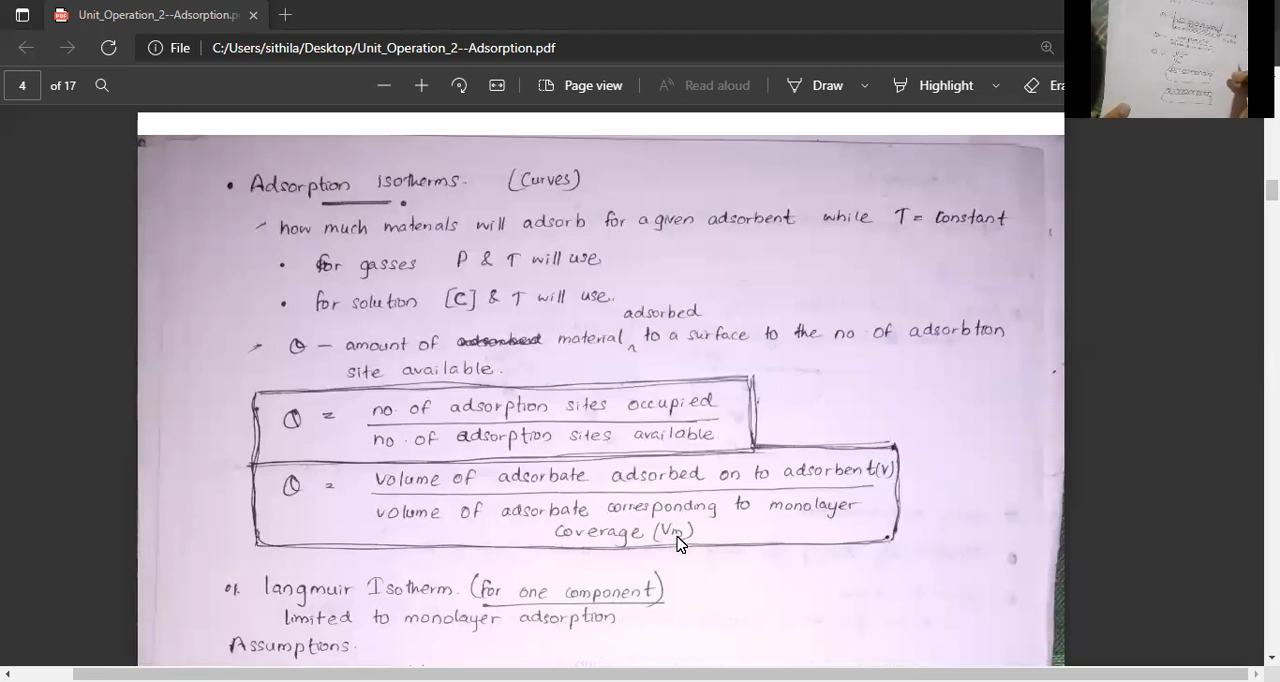 Unit_Operation_2--Adsorption.p
File C:/Users/sithila/Desktop/Unit_Operation_2--Adsorption.pdf
4 of 17 Page view Read aloud Draw Highlight Era
• Adsorption isotherms. (Curves)
how much materials will adsorb for a given adsorbent while T = constant
• for gasses P & T will use
• for solution [C] & T will use.
adsorbed
θ – amount of material to a surface to the no of adsorbtion
site available.
θ = no. of adsorption sites occupied
no. of adsorption sites available
θ = volume of adsorbate adsorbed on to adsorbent(v)
volume of adsorbate corresponding to monolayer
coverage (Vm)
01. langmuir Isotherm. (for one component)
limited to monolayer adsorption
Assumptions.